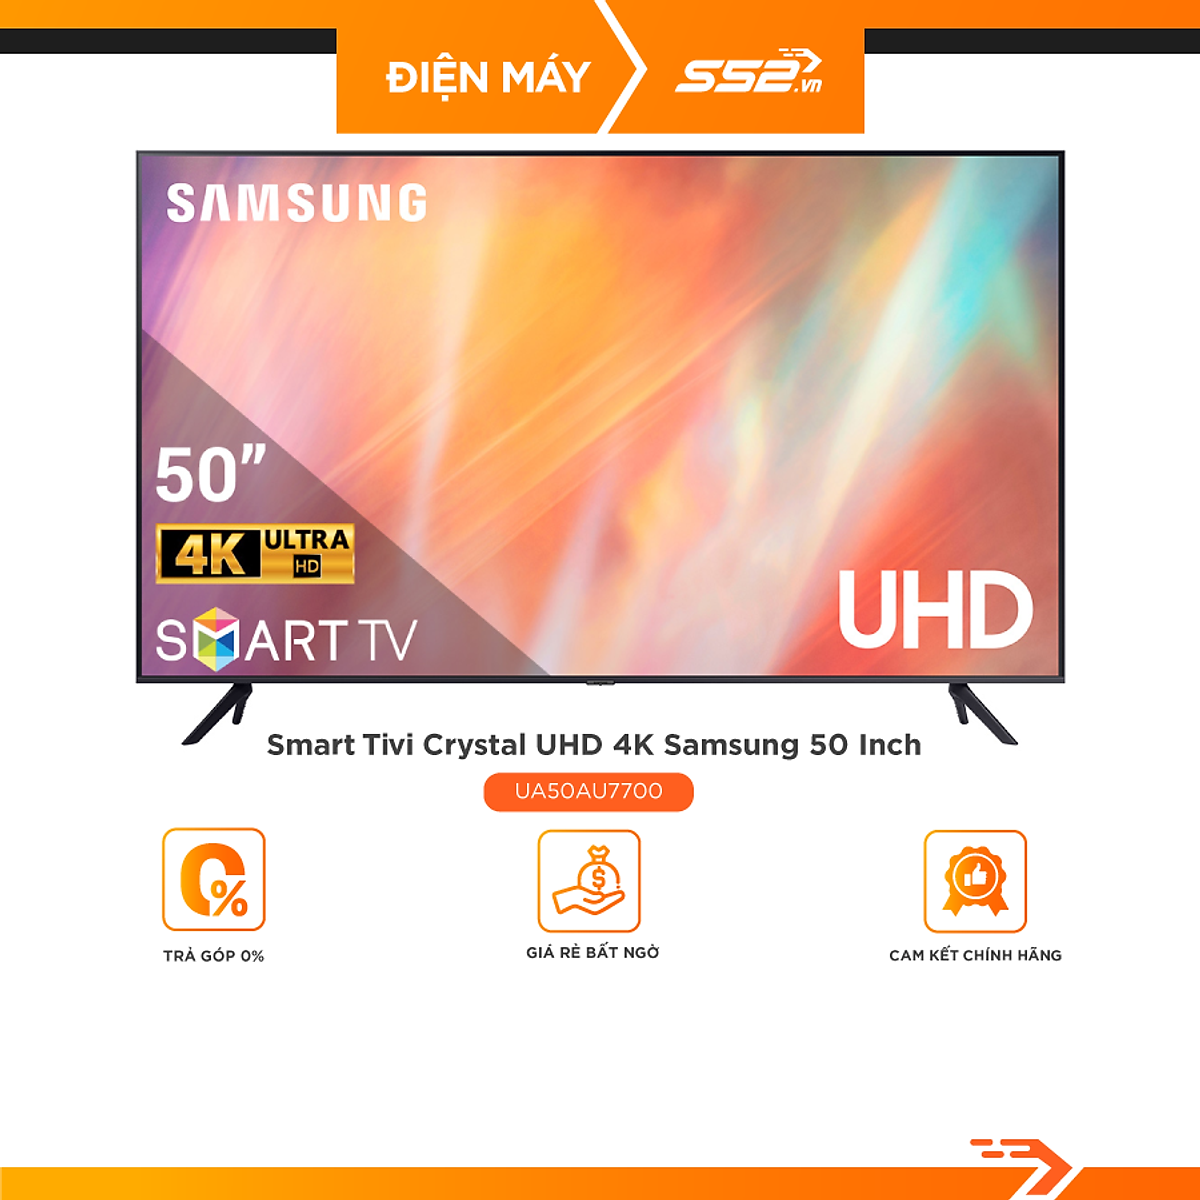 ĐIỆN MÁY
SS2.vn
SAMSUNG
50”
4K ULTRA
HD
SMART TV
UHD
Smart Tivi Crystal UHD 4K Samsung 50 Inch
UA50AU7700
0%
$
TRẢ GÓP 0%
GIÁ RẺ BẤT NGỜ
CAM KẾT CHÍNH HÃNG